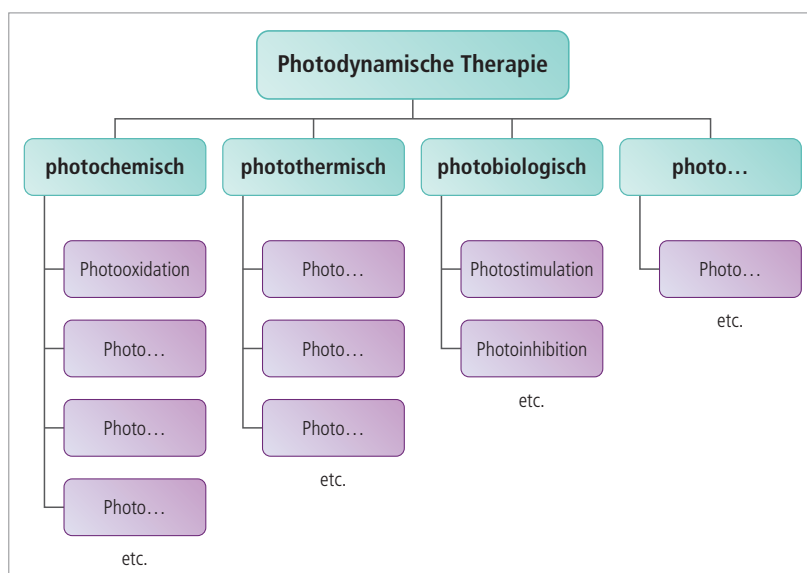 Photodynamische Therapie
photochemisch
photothermisch
photobiologisch
photo…
Photooxidation
Photo…
Photostimulation
Photo…
etc.
Photo…
Photo…
Photoinhibition
etc.
Photo…
Photo…
etc.
Photo…
etc.